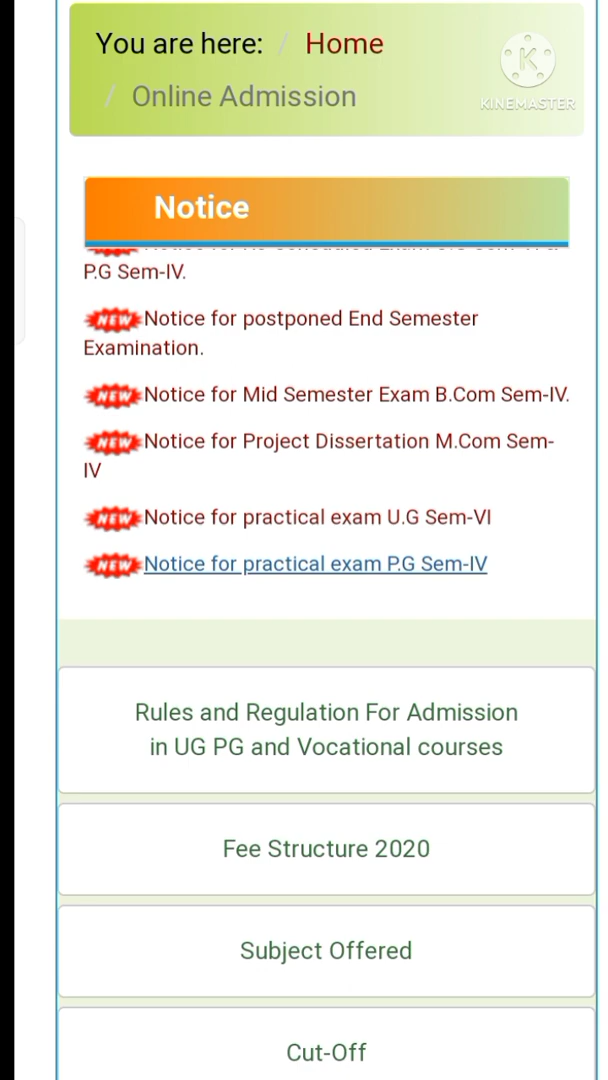 You are here: / Home
/ Online Admission
KINEMASTER
Notice
P.G Sem-IV.
NEW Notice for postponed End Semester
Examination.
NEW Notice for Mid Semester Exam B.Com Sem-IV.
NEW Notice for Project Dissertation M.Com Sem-
IV
NEW Notice for practical exam U.G Sem-VI
NEW Notice for practical exam P.G Sem-IV
Rules and Regulation For Admission
in UG PG and Vocational courses
Fee Structure 2020
Subject Offered
Cut-Off